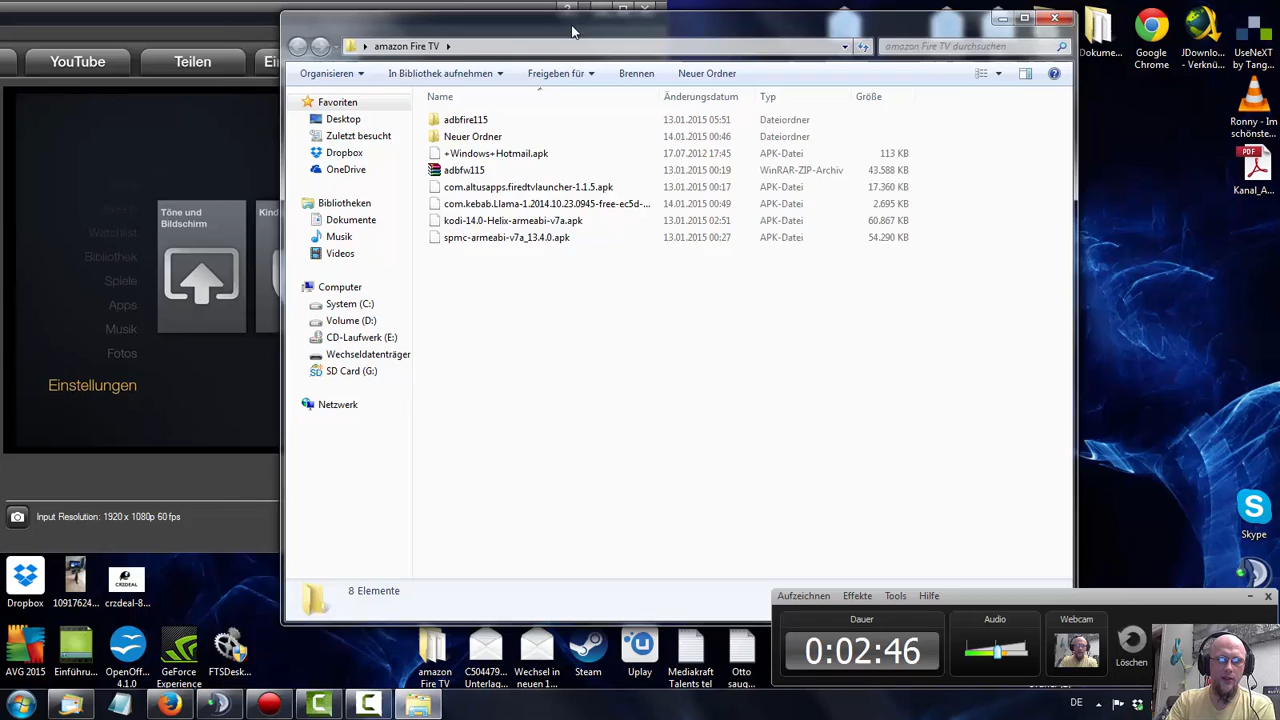 YouTube
Teilen
Ei
amazon Fire TV
amazon Fire TV durchsuchen
Organisieren
In Bibliothek aufnehmen
Freigeben für
Brennen
Neuer Ordner
Name
Änderungsdatum
Typ
Größe
Favoriten
Desktop
Zuletzt besucht
Dropbox
OneDrive
Bibliotheken
Dokumente
Musik
Videos
Computer
System (C:)
Volume (D:)
CD-Laufwerk (E:)
Wechseldatenträger
SD Card (G:)
Netzwerk
adbfire115 13.01.2015 05:51 Dateiordner
Neuer Ordner 14.01.2015 00:46 Dateiordner
+Windows+Hotmail.apk 17.07.2012 17:45 APK-Datei 113 KB
adbfw115 13.01.2015 00:19 WinRAR-ZIP-Archiv 43.588 KB
com.altusapps.firedtvlauncher-1.1.5.apk 13.01.2015 00:17 APK-Datei 17.360 KB
com.kebab.Llama-1.2014.10.23.0945-free-ec5d-... 14.01.2015 00:49 APK-Datei 2.695 KB
kodi-14.0-Helix-armeabi-v7a.apk 13.01.2015 02:51 APK-Datei 60.867 KB
spmc-armeabi-v7a_13.4.0.apk 13.01.2015 00:27 APK-Datei 54.290 KB
8 Elemente
Watchlist
Bibliothek
Spiele
Apps
Musik
Fotos
Einstellungen
Töne und
Bildschirm
Kind
Input Resolution: 1920 x 1080p 60 fps
Dokume...
Google
Chrome
JDownlo...
- Verknü...
UseNeXT
by Tang...
Ronny - Im
schönste...
Kanal_A...
Skype
Dropbox
10917624...
crzdeal-8...
CRZDEAL
AVG 2015
Einführu...
OpenOff...
4.1.0
GeForce
Experience
FTSDesk...
amazon
Fire TV
C504479...
Unterlag...
Wechsel in
neuen 1...
Steam
Uplay
Mediakraft
Talents tel
Otto
saug...
Aufzeichnen
Effekte
Tools
Hilfe
Dauer
0:02:46
Audio
Webcam
Löschen
DE